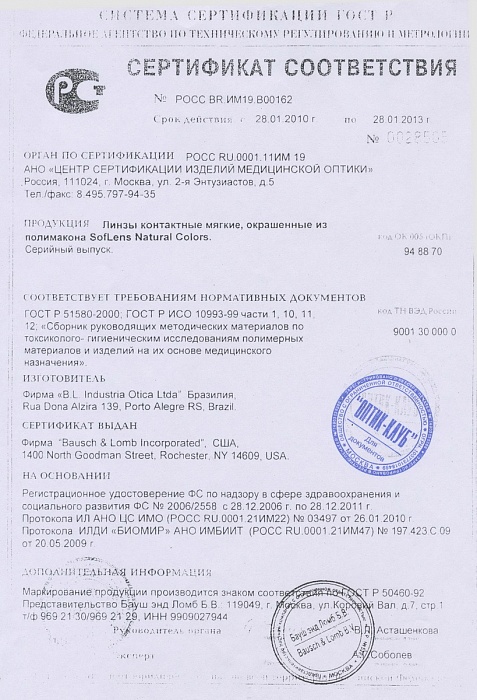 СИСТЕМА СЕРТИФИКАЦИИ ГОСТ Р
ФЕДЕРАЛЬНОЕ АГЕНТСТВО ПО ТЕХНИЧЕСКОМУ РЕГУЛИРОВАНИЮ И МЕТРОЛОГИИ
СЕРТИФИКАТ СООТВЕТСТВИЯ
№ РОСС BR.ИМ19.В00162
Срок действия с 28.01.2010 г по 28.01.2013 г
№
ОРГАН ПО СЕРТИФИКАЦИИ РОСС RU.0001.11ИМ 19
АНО «ЦЕНТР СЕРТИФИКАЦИИ ИЗДЕЛИЙ МЕДИЦИНСКОЙ ОПТИКИ»
Россия, 111024, г. Москва, ул. 2-я Энтузиастов, д.5
Тел./факс: 8.495.797-94-35
ПРОДУКЦИЯ Линзы контактные мягкие, окрашенные из
полимакона SofLens Natural Colors.
Серийный выпуск.
код ОК 005 (ОКП):
94 88 70
СООТВЕТСТВУЕТ ТРЕБОВАНИЯМ НОРМАТИВНЫХ ДОКУМЕНТОВ
ГОСТ Р 51580-2000; ГОСТ Р ИСО 10993-99 части 1, 10, 11,
12; «Сборник руководящих методических материалов по
токсиколого- гигиеническим исследованиям полимерных
материалов и изделий на их основе медицинского
назначения».
код ТН ВЭД России
9001 30 000 0
ИЗГОТОВИТЕЛЬ
Фирма «B.L. Industria Otica Ltda" Бразилия,
Rua Dona Alzira 139, Porto Alegre RS, Brazil.
СЕРТИФИКАТ ВЫДАН
Фирма "Bausch & Lomb Incorporated", США,
1400 North Goodman Street, Rochester, NY 14609, USA.
"ОПТИК-КЛУБ"
Для
документов
МОСКВА
НА ОСНОВАНИИ
Регистрационное удостоверение ФС по надзору в сфере здравоохранения и
социального развития ФС № 2006/2558 с 28.12.2006 г. по 28.12.2011 г.
Протокола ИЛ АНО ЦС ИМО (РОСС RU.0001.21ИМ22) № 03497 от 26.01.2010 г
Протокола ИЛДИ «БИОМИР» АНО ИМБИИТ (РОСС RU.0001.21ИМ47) № 197 423 С 09
от 20.05.2009 г.
ДОПОЛНИТЕЛЬНАЯ ИНФОРМАЦИЯ
Маркирование продукции производится знаком соответствия по ГОСТ Р 50460-92
Представительство Бауш энд Ломб Б.В.: 119049, г. Москва, ул.Коровий Вал. д.7, стр.1
т/ф 969 21 30/969 21 29, ИНН 9909027944
Руководитель органа В.Л. Асташенкова
Бауш энд Ломб Б.В.
Bausch & Lomb B.V.
эксперт А.Г. Соболев